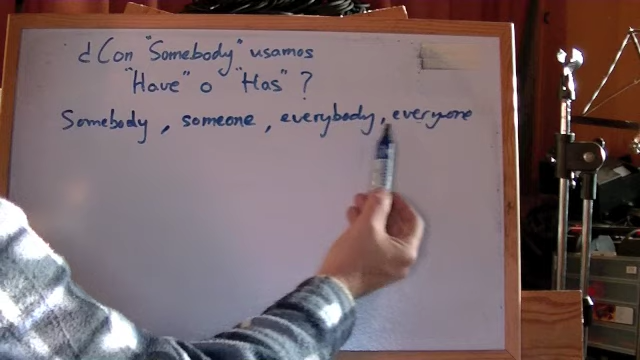 ¿Con "Somebody" usamos
"Have" o "Has" ?
Somebody , someone , everybody , everyone